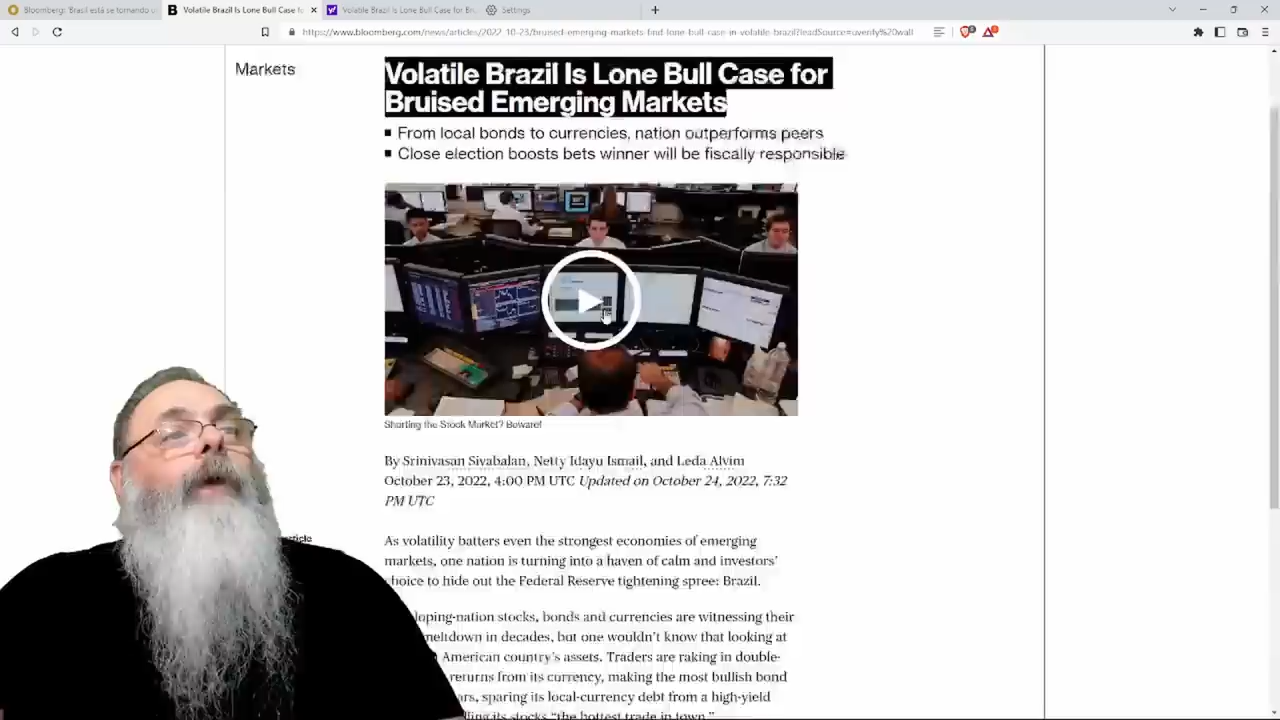 Bloomberg: 'Brasil está se tornando u
Volatile Brazil Is Lone Bull Case fo
Volatile Brazil Is Lone Bull Case for Br
Settings
https://www.bloomberg.com/news/articles/2022-10-23/bruised-emerging-markets-find-lone-bull-case-in-volatile-brazil?leadSource=uverify%20wall
Markets
Volatile Brazil Is Lone Bull Case for
Bruised Emerging Markets
From local bonds to currencies, nation outperforms peers
Close election boosts bets winner will be fiscally responsible
Shorting the Stock Market? Beware!
By Srinivasan Sivabalan, Netty Idayu Ismail, and Leda Alvim
October 23, 2022, 4:00 PM UTC Updated on October 24, 2022, 7:32
PM UTC
article
As volatility batters even the strongest economies of emerging
markets, one nation is turning into a haven of calm and investors'
choice to hide out the Federal Reserve tightening spree: Brazil.
loping-nation stocks, bonds and currencies are witnessing their
meltdown in decades, but one wouldn't know that looking at
American country's assets. Traders are raking in double-
returns from its currency, making the most bullish bond
ars, sparing its local-currency debt from a high-yield
lling its stocks "the hottest trade in town."